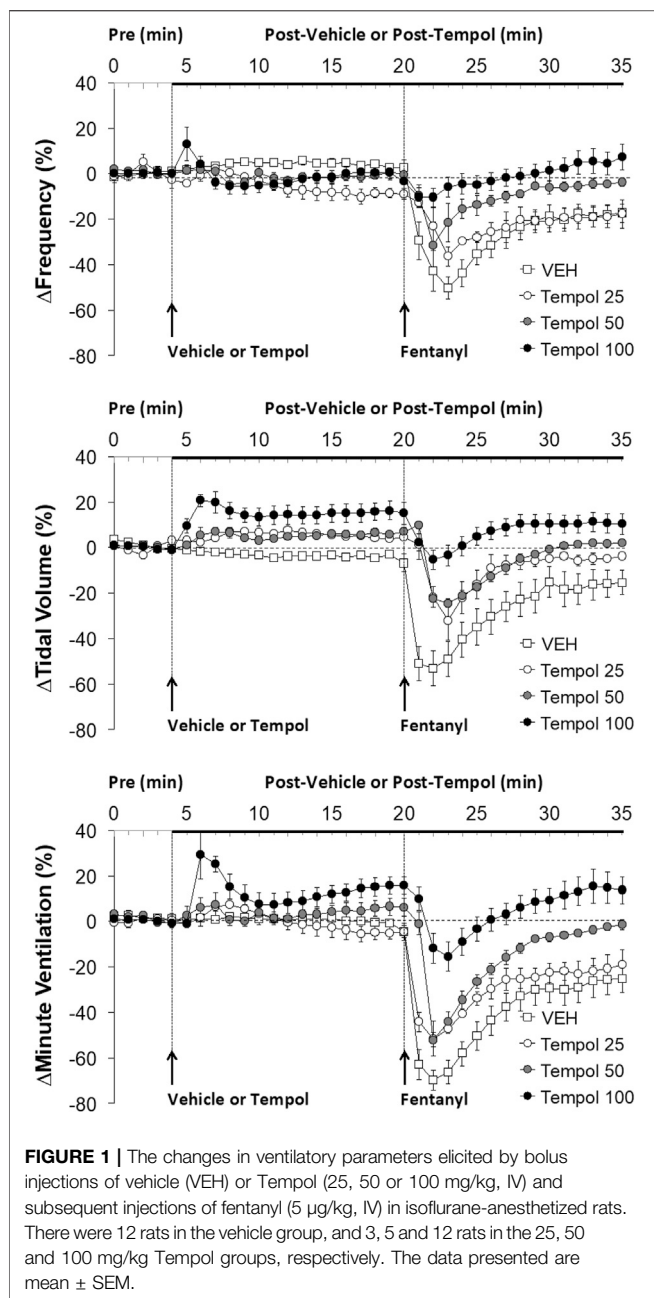 Pre (min) Post-Vehicle or Post-Tempol (min)
0 5 10 15 20 25 30 35
40
20
0
-20
-40
-60
-80
ΔFrequency (%)
VEH
Tempol 25
Tempol 50
Tempol 100
Vehicle or Tempol
Fentanyl
Pre (min) Post-Vehicle or Post-Tempol (min)
0 5 10 15 20 25 30 35
40
20
0
-20
-40
-60
-80
ΔTidal Volume (%)
VEH
Tempol 25
Tempol 50
Tempol 100
Vehicle or Tempol
Fentanyl
Pre (min) Post-Vehicle or Post-Tempol (min)
0 5 10 15 20 25 30 35
40
20
0
-20
-40
-60
-80
ΔMinute Ventilation (%)
VEH
Tempol 25
Tempol 50
Tempol 100
Vehicle or Tempol
Fentanyl
FIGURE 1 | The changes in ventilatory parameters elicited by bolus
injections of vehicle (VEH) or Tempol (25, 50 or 100 mg/kg, IV) and
subsequent injections of fentanyl (5 µg/kg, IV) in isoflurane-anesthetized rats.
There were 12 rats in the vehicle group, and 3, 5 and 12 rats in the 25, 50
and 100 mg/kg Tempol groups, respectively. The data presented are
mean ± SEM.